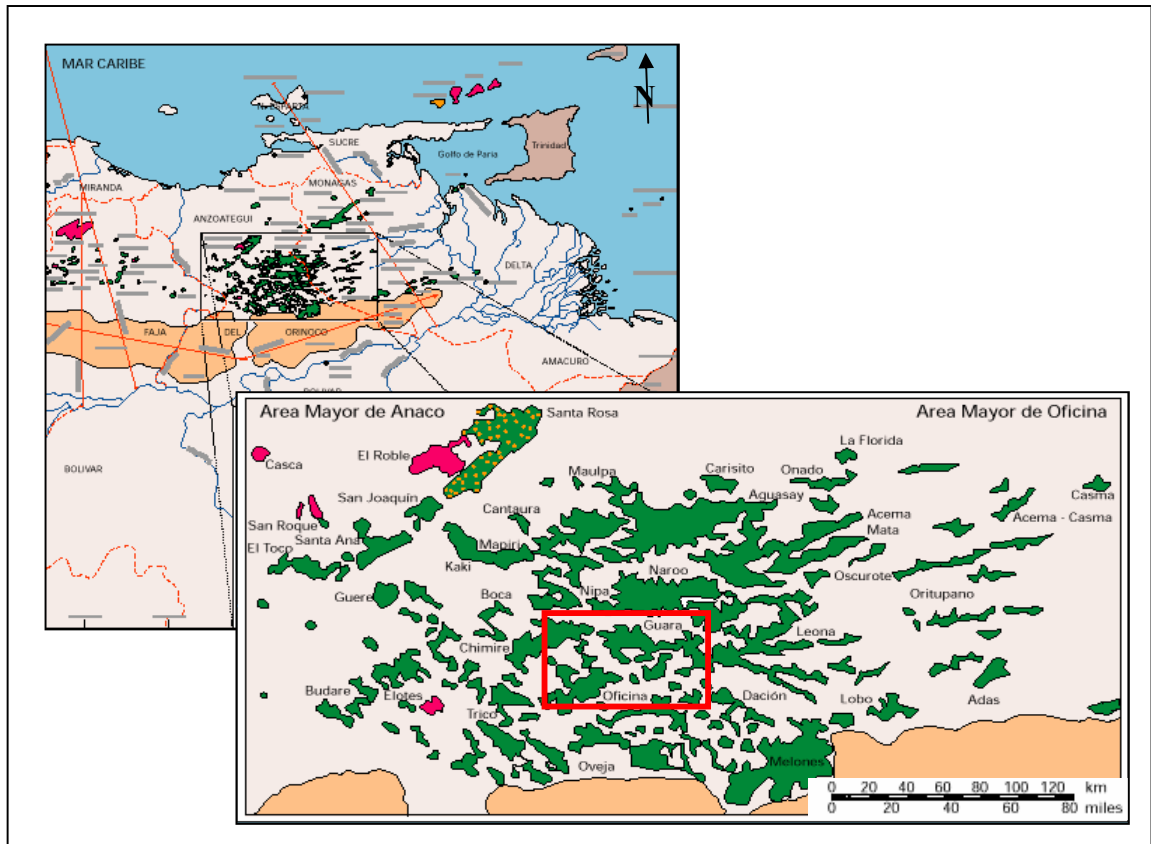 MAR CARIBE
N
N. ESPARTA
SUCRE
Golfo de Paria
Trinidad
MIRANDA
MONAGAS
ANZOATEGUI
DELTA
FAJA
DEL
ORINOCO
AMACURO
BOLIVAR
BOLIVAR
Area Mayor de Anaco
Area Mayor de Oficina
Santa Rosa
La Florida
El Roble
Casca
Maulpa
Carisito
Onado
San Joaquín
Aguasay
Casma
Cantaura
Acema
Mata
Acema - Casma
San Roque
Santa Ana
El Toco
Mapiri
Kaki
Naroo
Oscurote
Nipa
Guere
Boca
Oritupano
Guara
Leona
Chimire
Budare
Elotes
Oficina
Dación
Lobo
Adas
Trico
Oveja
Melones
0 20 40 60 80 100 120 km
0 20 40 60 80 miles